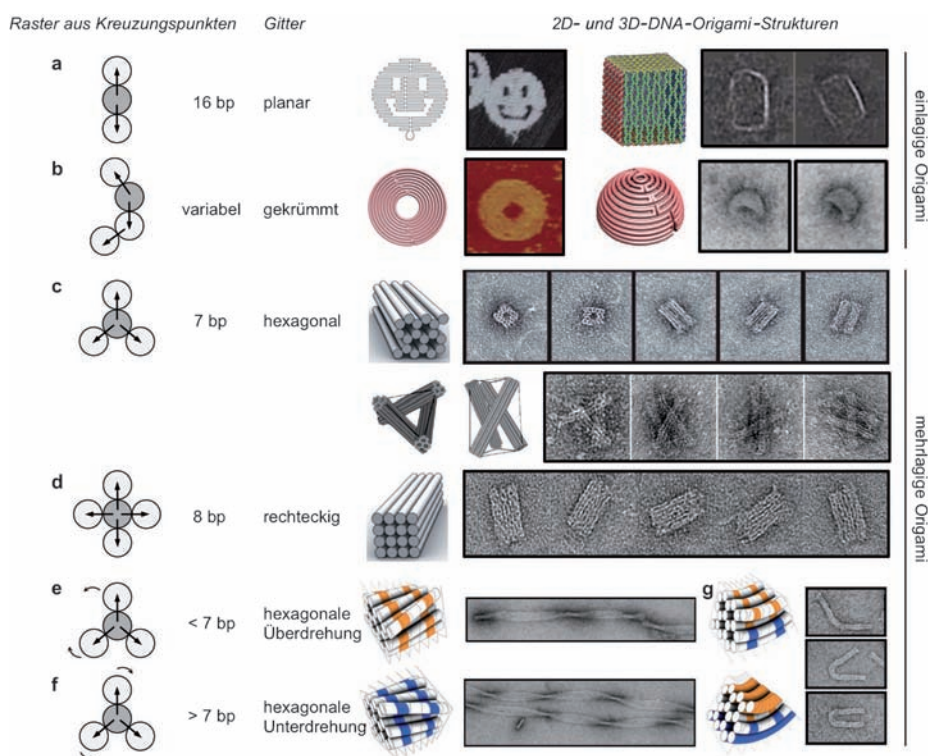 Raster aus Kreuzungspunkten Gitter 2D- und 3D-DNA-Origami-Strukturen
a
16 bp planar
einlagige Origami
b
variabel gekrümmt
c
7 bp hexagonal
mehrlagige Origami
d
8 bp rechteckig
e
< 7 bp hexagonale
Überdrehung
g
f
> 7 bp hexagonale
Unterdrehung